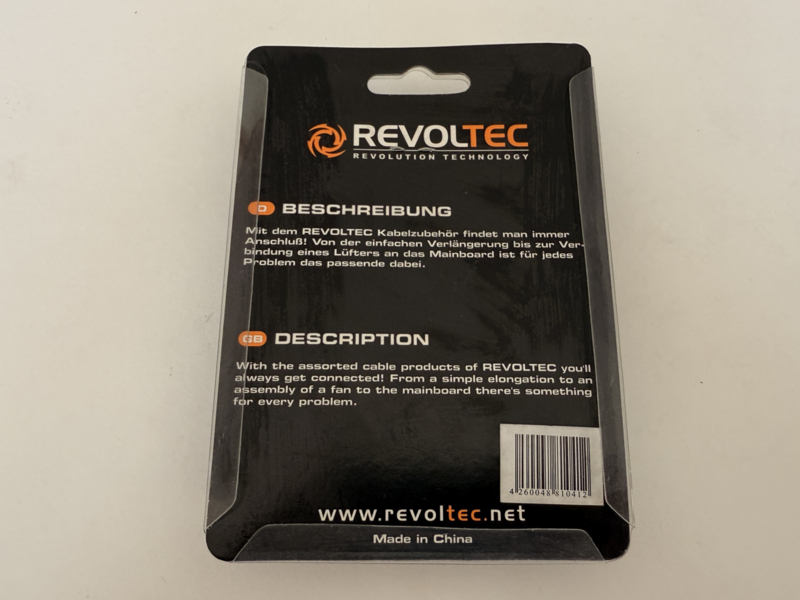 REVOLTEC
REVOLUTION TECHNOLOGY
D BESCHREIBUNG
Mit dem REVOLTEC Kabelzubehör findet man immer
Anschluß! Von der einfachen Verlängerung bis zur Ver-
bindung eines Lüfters an das Mainboard ist für jedes
Problem das passende dabei.
GB DESCRIPTION
With the assorted cable products of REVOLTEC you'll
always get connected! From a simple elongation to an
assembly of a fan to the mainboard there's something
for every problem.
4 260048 810412
www.revoltec.net
Made in China